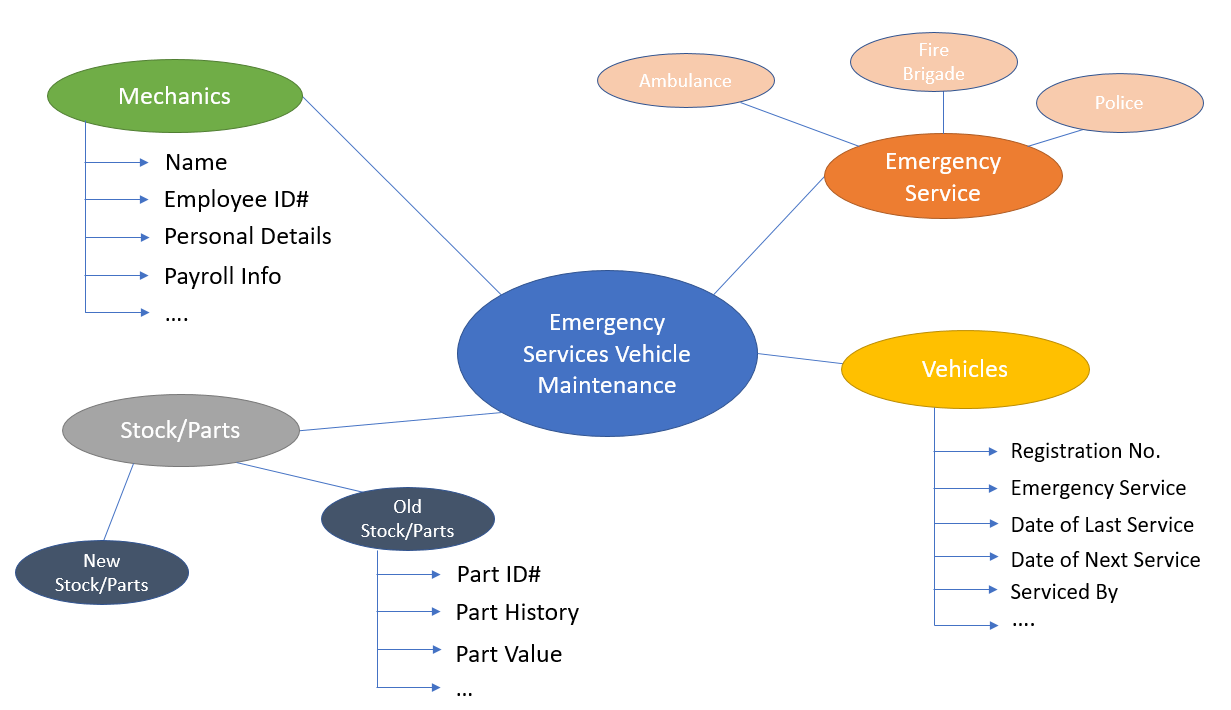 Mechanics
Name
Employee ID#
Personal Details
Payroll Info
....
Ambulance
Fire
Brigade
Police
Emergency
Service
Emergency
Services Vehicle
Maintenance
Vehicles
Registration No.
Emergency Service
Date of Last Service
Date of Next Service
Serviced By
....
Stock/Parts
New
Stock/Parts
Old
Stock/Parts
Part ID#
Part History
Part Value
...